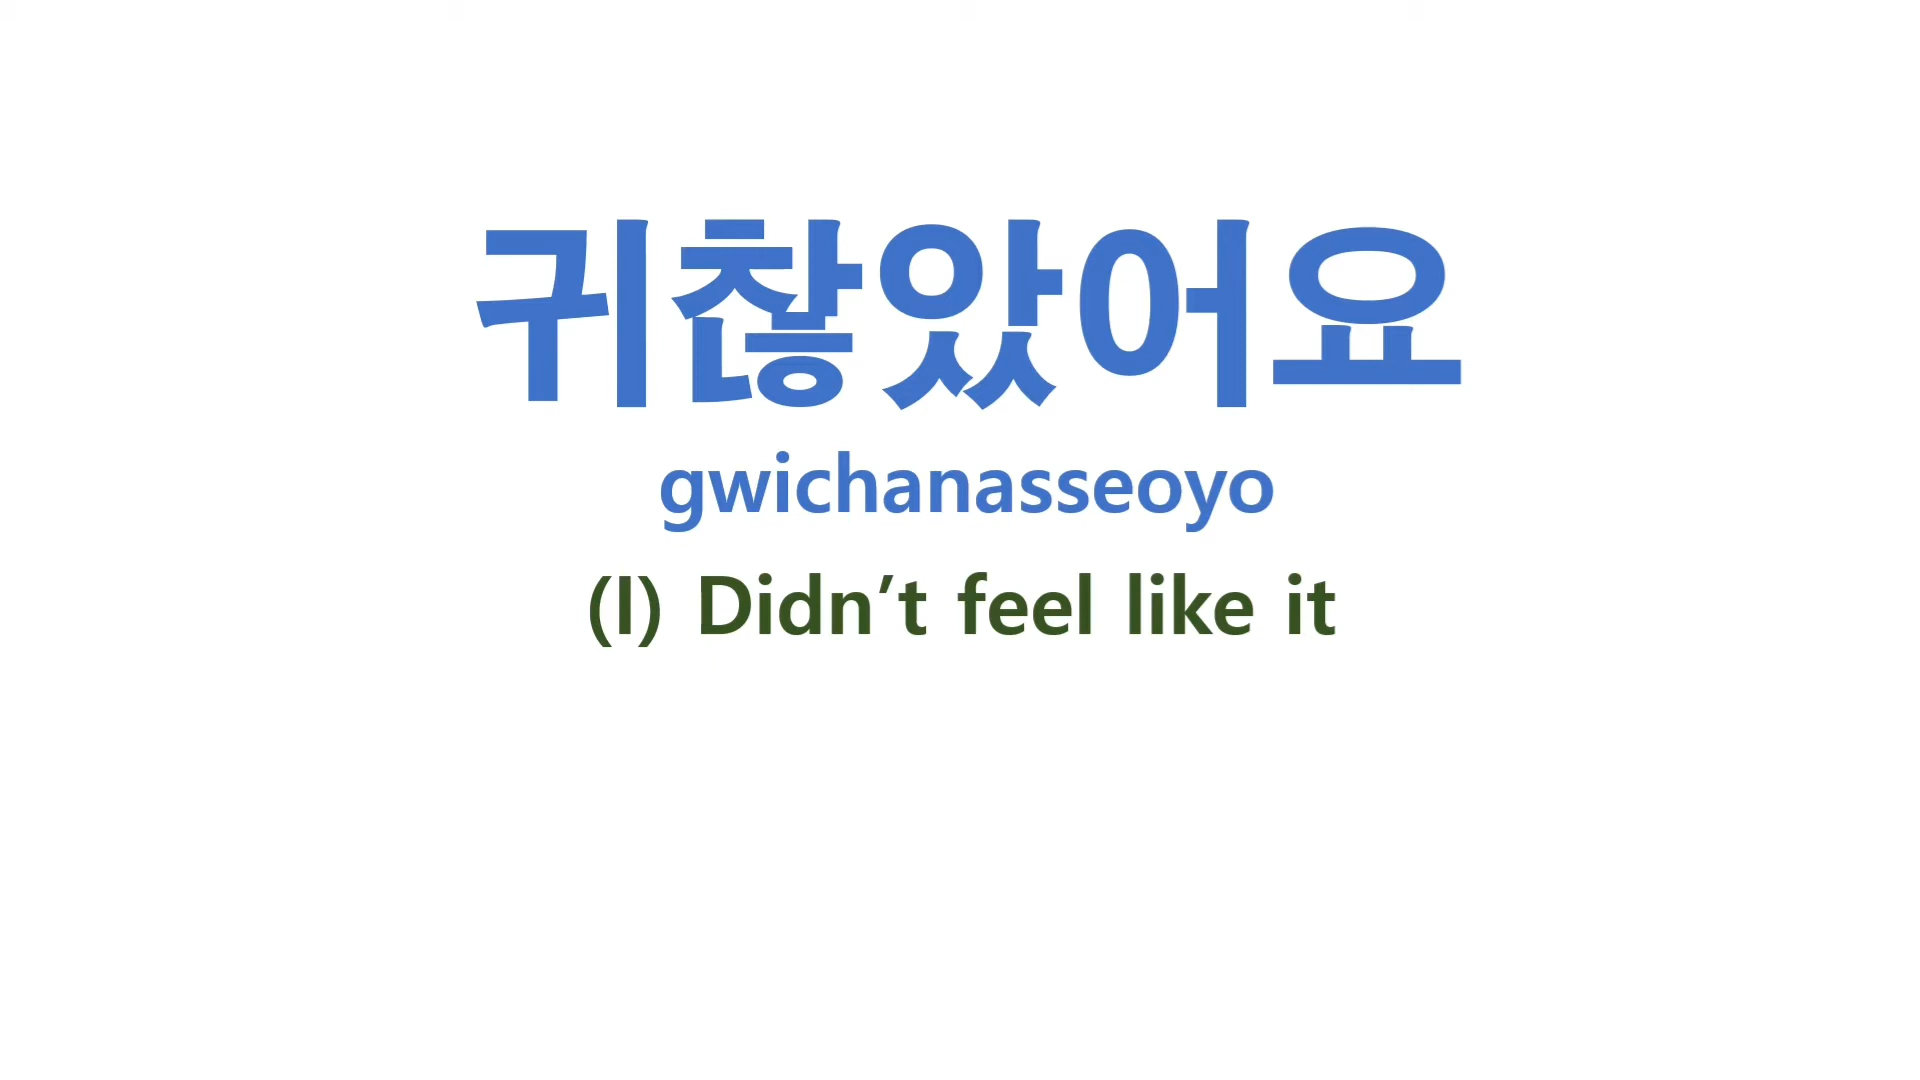 귀찮았어요
gwichanasseoyo
(I) Didn’t feel like it